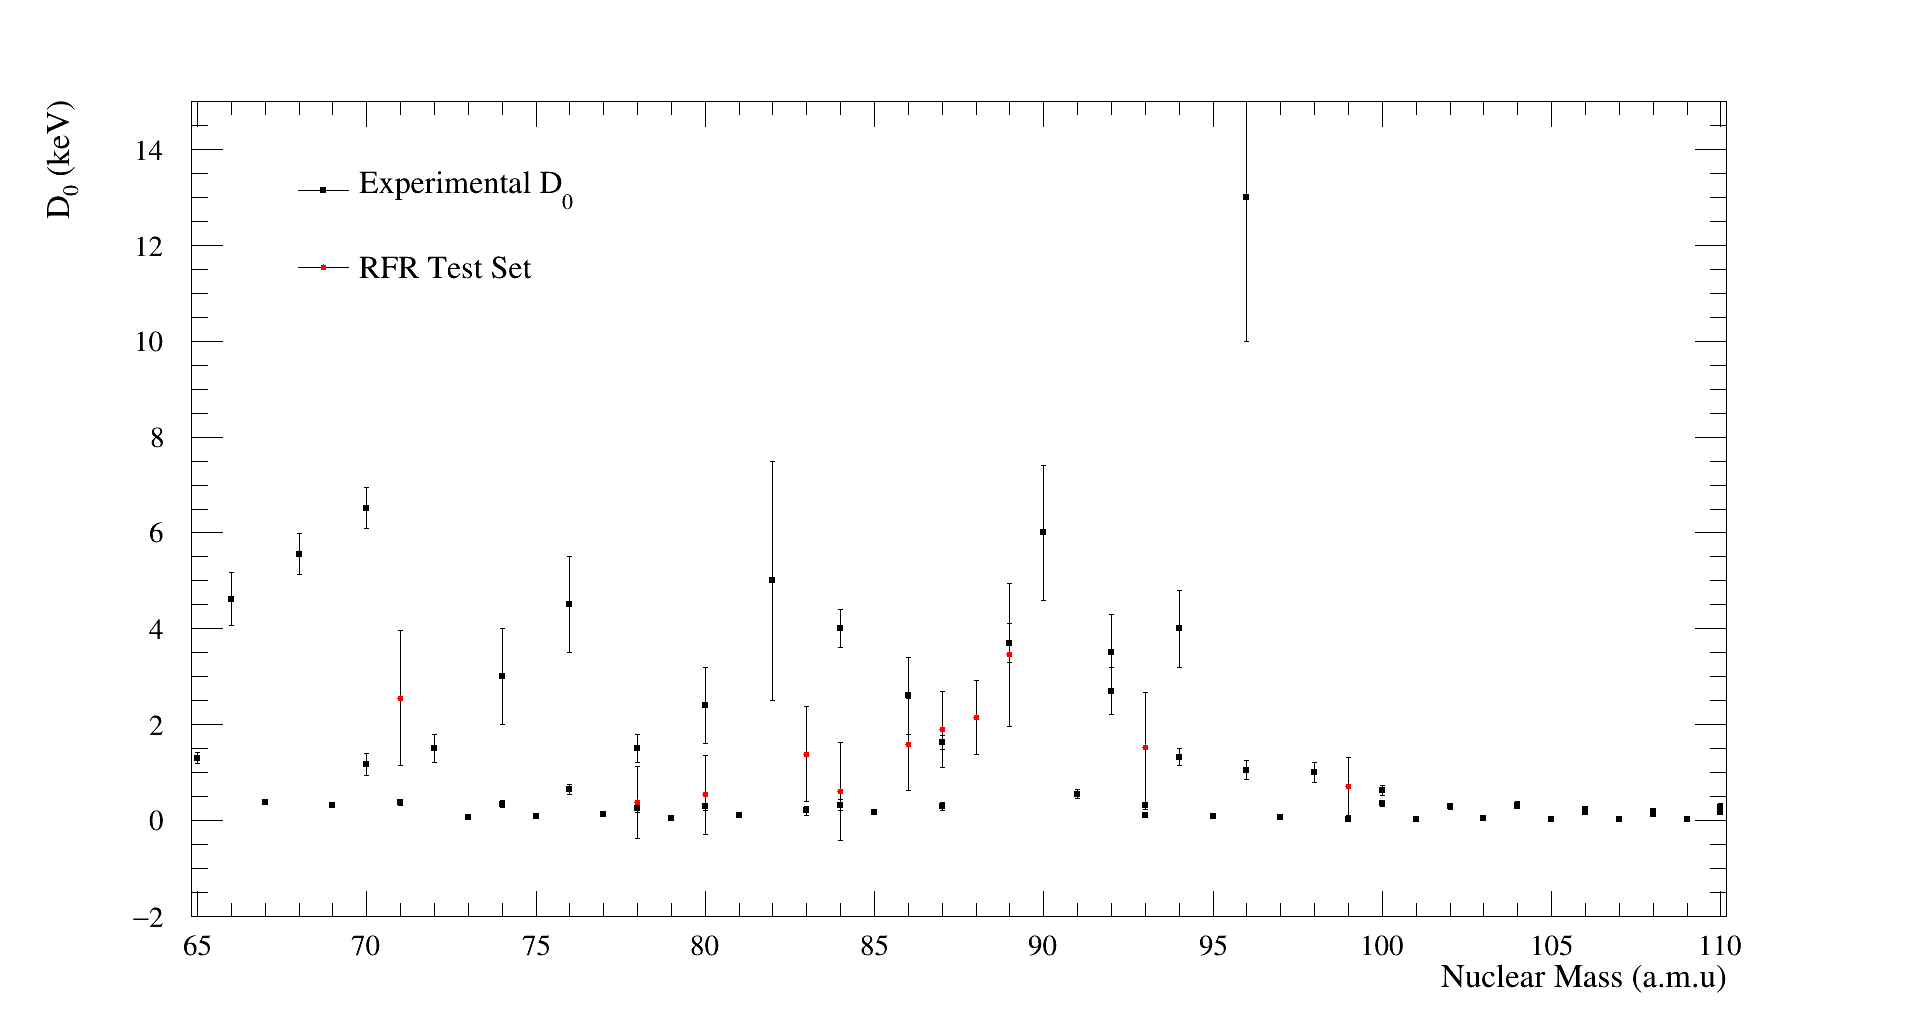 D0 (keV)
14
12
10
8
6
4
2
0
−2
Experimental D0
RFR Test Set
65 70 75 80 85 90 95 100 105 110
Nuclear Mass (a.m.u)